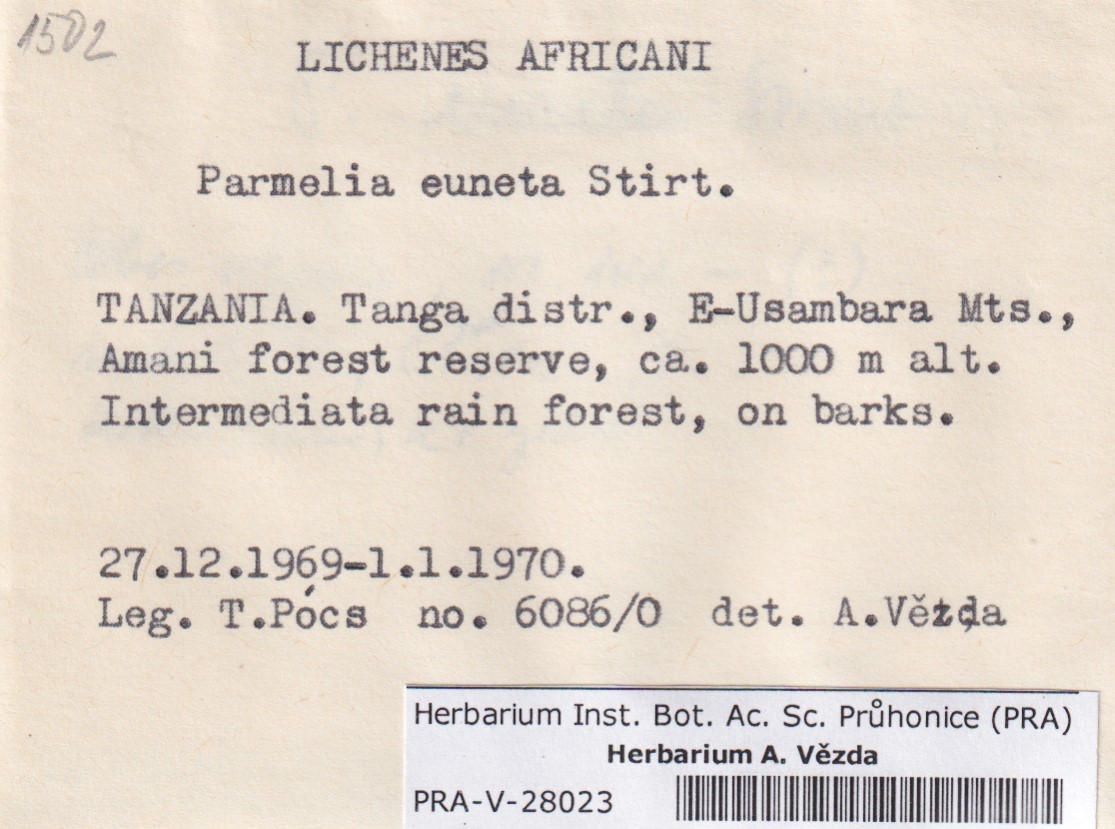 1502
LICHENES AFRICANI
Parmelia euneta Stirt.
TANZANIA. Tanga distr., E-Usambara Mts.,
Amani forest reserve, ca. 1000 m alt.
Intermediata rain forest, on barks.
27.12.1969-1.1.1970.
Leg. T.Pócs no. 6086/0 det. A.Vězda
Herbarium Inst. Bot. Ac. Sc. Průhonice (PRA)
Herbarium A. Vězda
PRA-V-28023